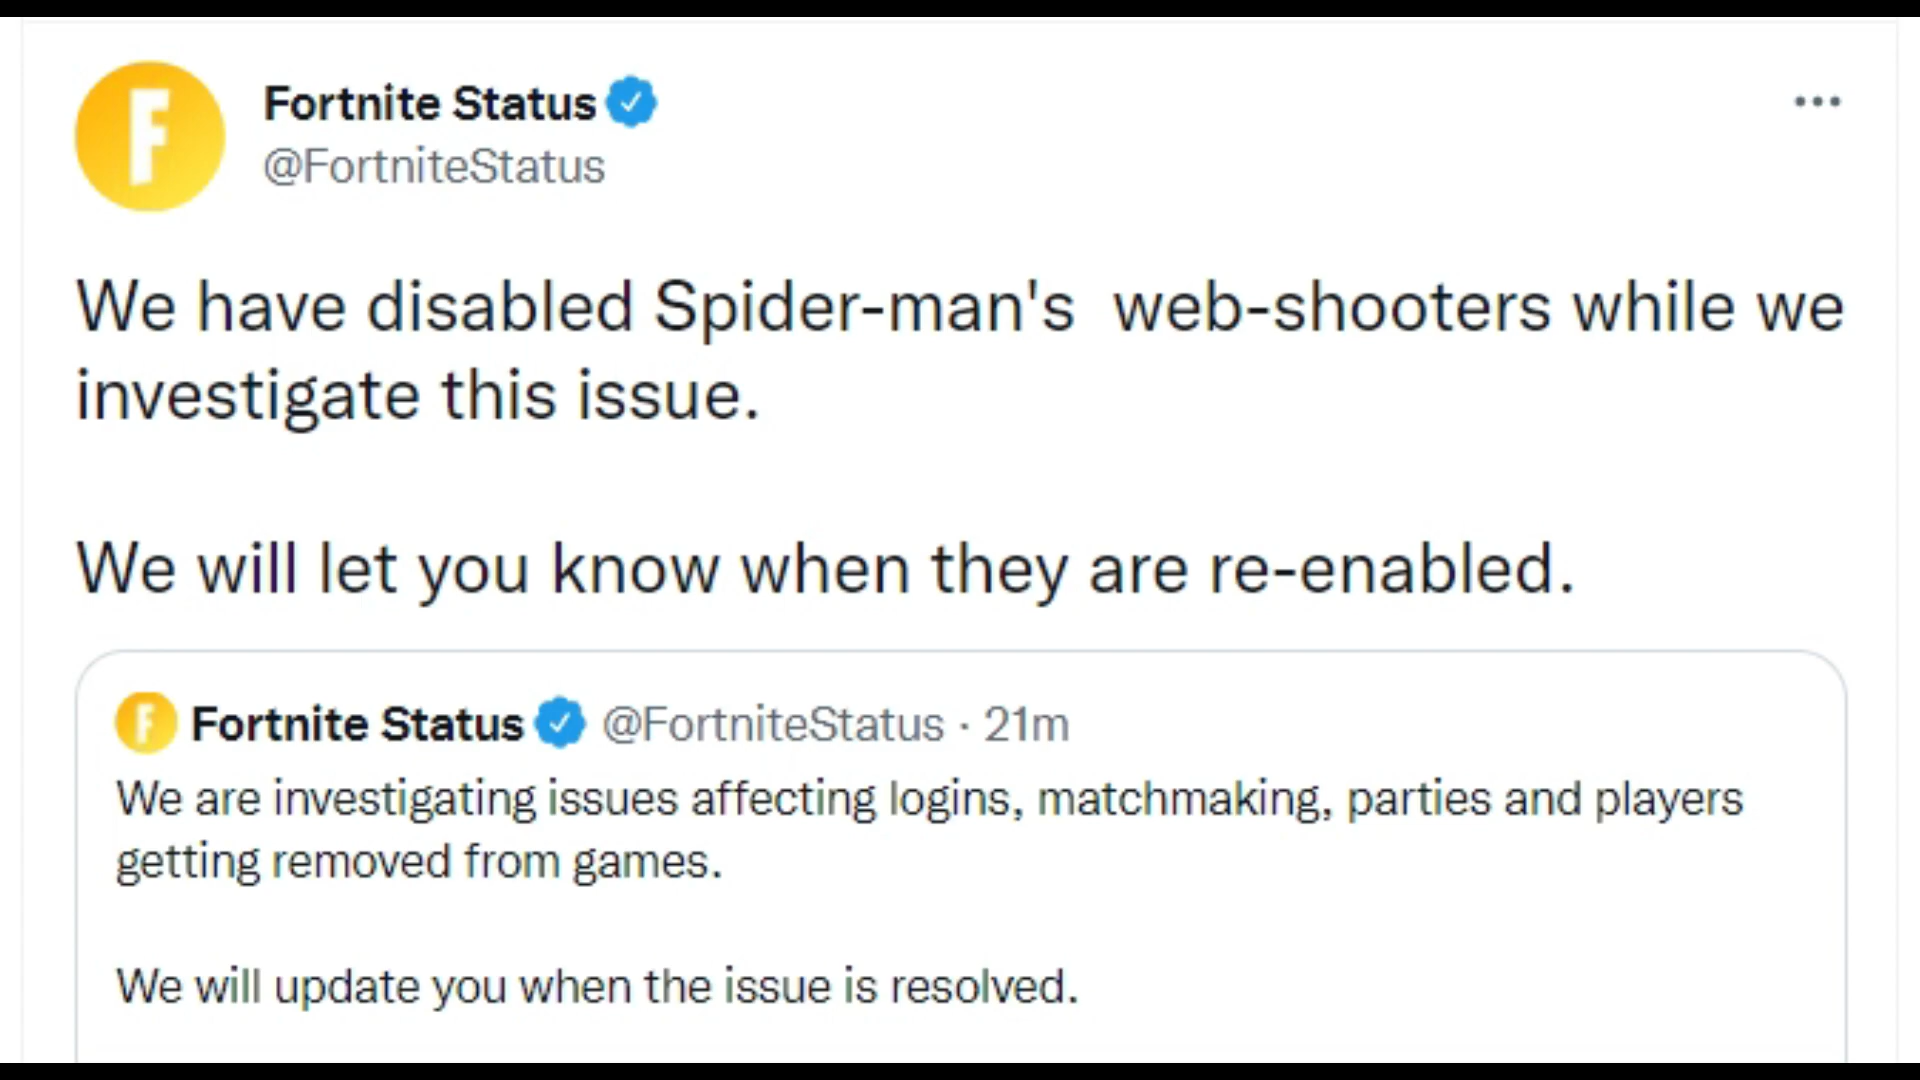 Fortnite Status
@FortniteStatus
We have disabled Spider-man's  web-shooters while we
investigate this issue.
We will let you know when they are re-enabled.
Fortnite Status @FortniteStatus · 21m
We are investigating issues affecting logins, matchmaking, parties and players
getting removed from games.
We will update you when the issue is resolved.